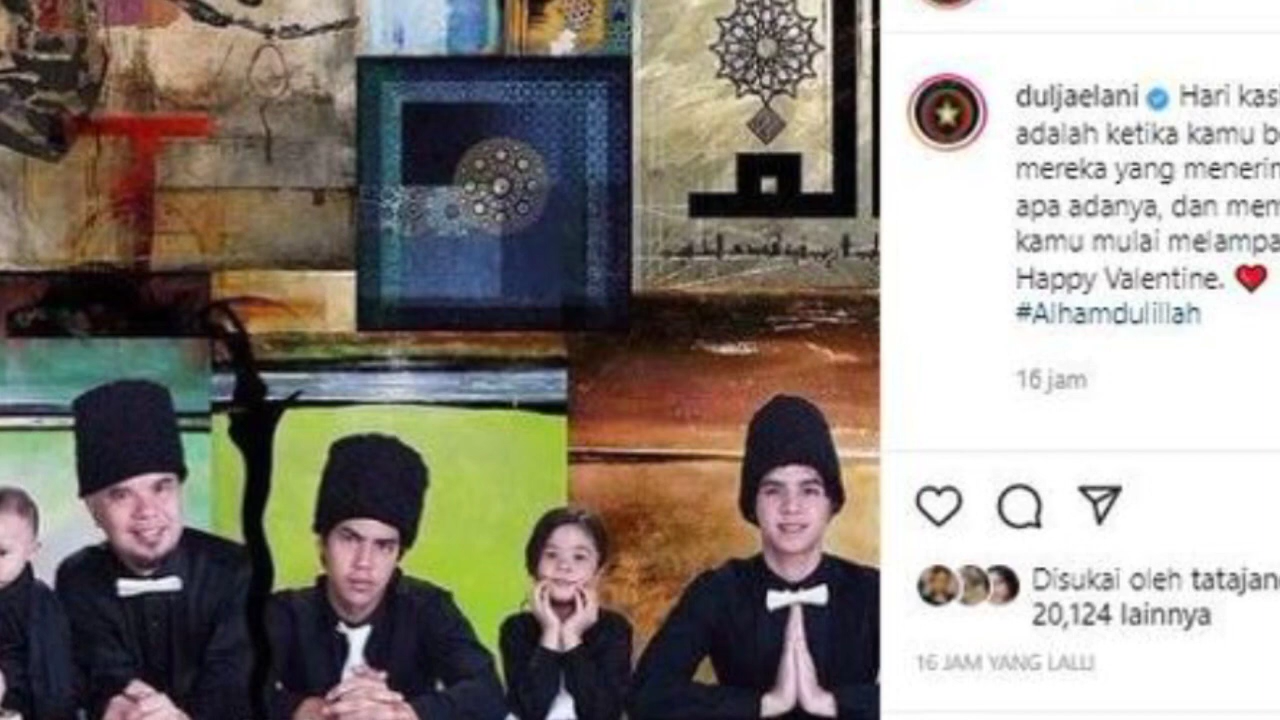 duljaelani Hari kasi
adalah ketika kamu b
mereka yang menerin
apa adanya, dan mem
kamu mulai melampa
Happy Valentine. ❤️
#Alhamdulillah
16 jam
Disukai oleh tatajan
20,124 lainnya
16 JAM YANG LALU